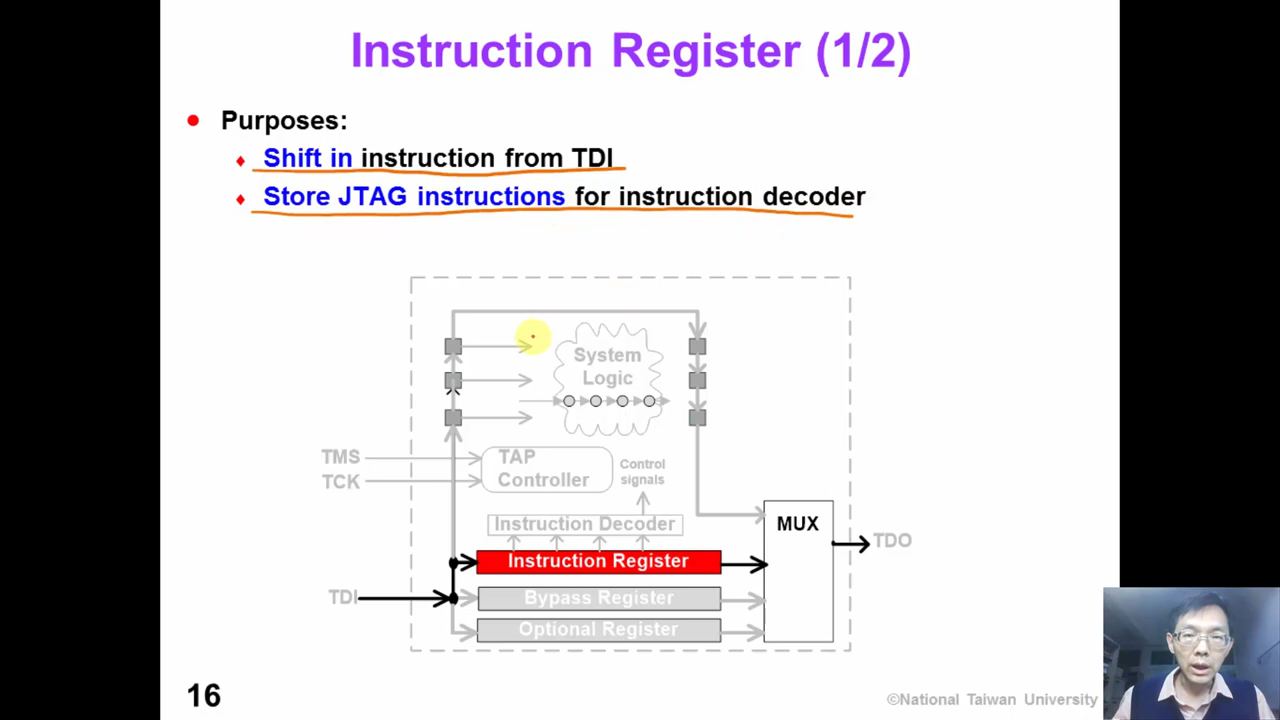 Instruction Register (1/2)
Purposes:
Shift in instruction from TDI
Store JTAG instructions for instruction decoder
System
Logic
TMS
TCK
TAP
Controller
Control
signals
Instruction Decoder
MUX
TDO
Instruction Register
TDI
Bypass Register
Optional Register
16
©National Taiwan University